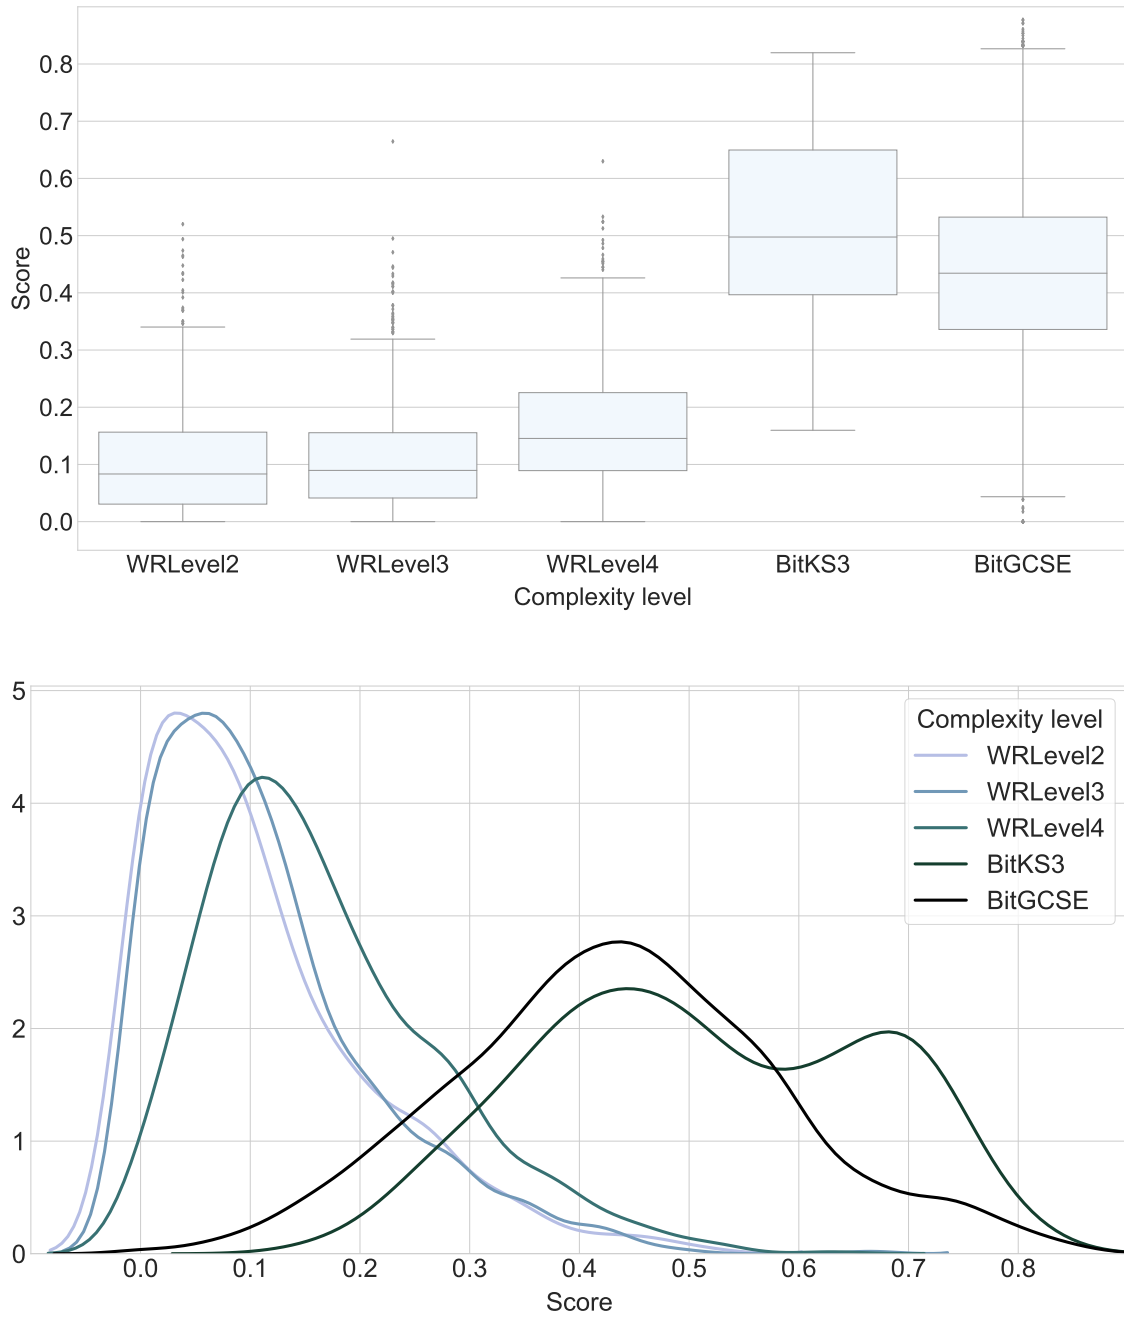 0.8
0.7
0.6
0.5
0.4
0.3
0.2
0.1
0.0
Score
WRLevel2 WRLevel3 WRLevel4 BitKS3 BitGCSE
Complexity level
5
4
3
2
1
0
Complexity level
WRLevel2
WRLevel3
WRLevel4
BitKS3
BitGCSE
0.0 0.1 0.2 0.3 0.4 0.5 0.6 0.7 0.8
Score